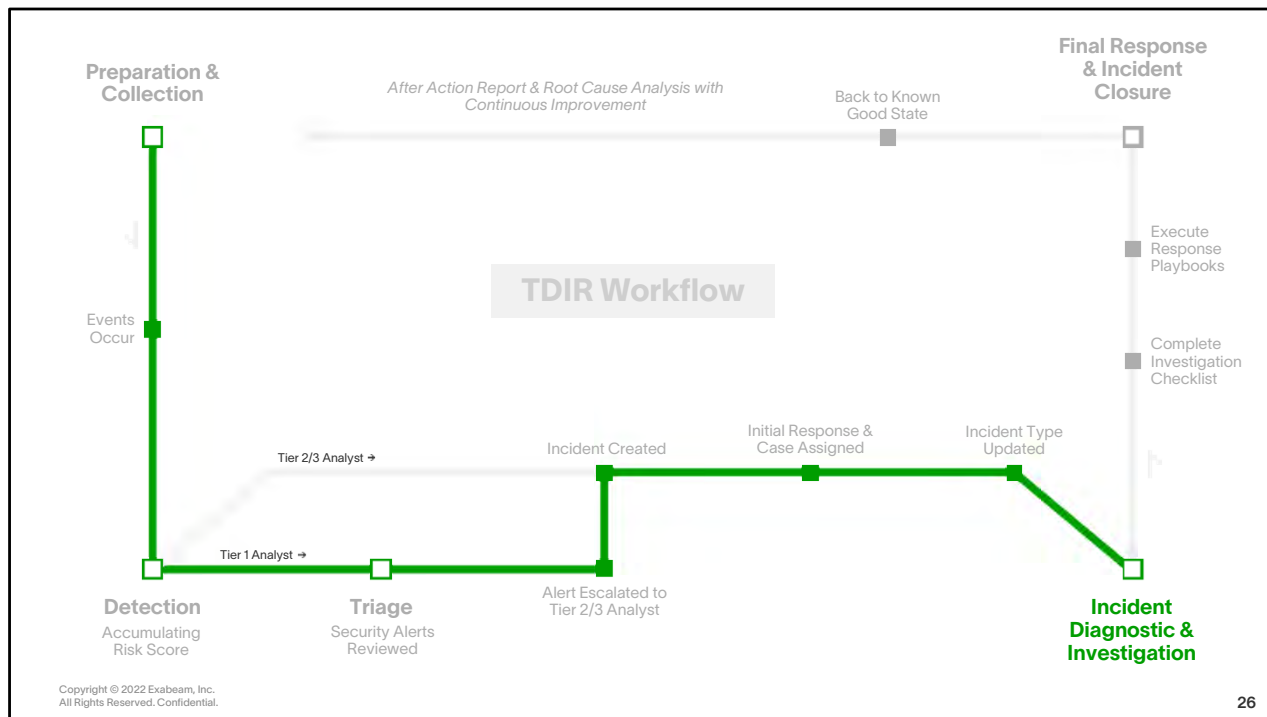 Preparation &
Collection
After Action Report & Root Cause Analysis with
Continuous Improvement
Back to Known
Good State
Final Response
& Incident
Closure
Execute
Response
Playbooks
TDIR Workflow
Events
Occur
Complete
Investigation
Checklist
Tier 2/3 Analyst →
Incident Created
Initial Response &
Case Assigned
Incident Type
Updated
Tier 1 Analyst →
Detection
Accumulating
Risk Score
Triage
Security Alerts
Reviewed
Alert Escalated to
Tier 2/3 Analyst
Incident
Diagnostic &
Investigation
Copyright © 2022 Exabeam, Inc.
All Rights Reserved. Confidential.
26